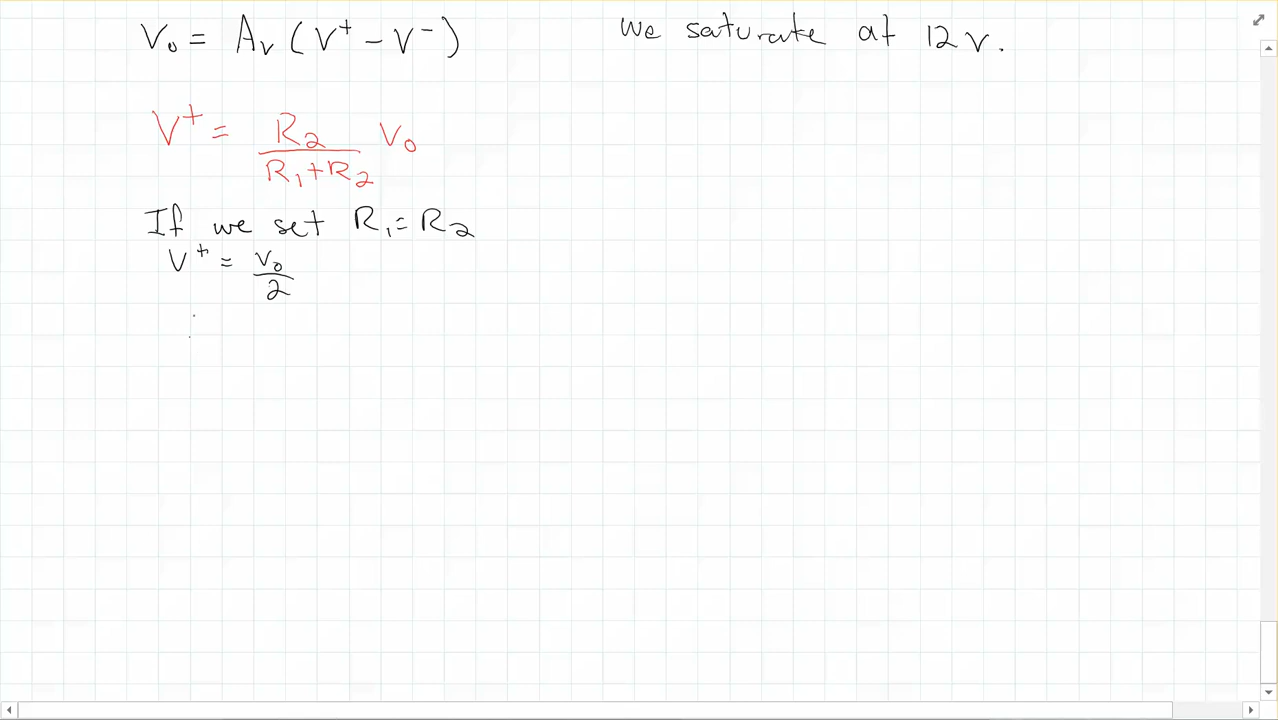 V₀ = Aᵥ (V⁺ − V⁻)
we saturate at 12 V.
V⁺ = R₂ / (R₁+R₂) V₀
If we set R₁ = R₂
V⁺ = V₀ / 2